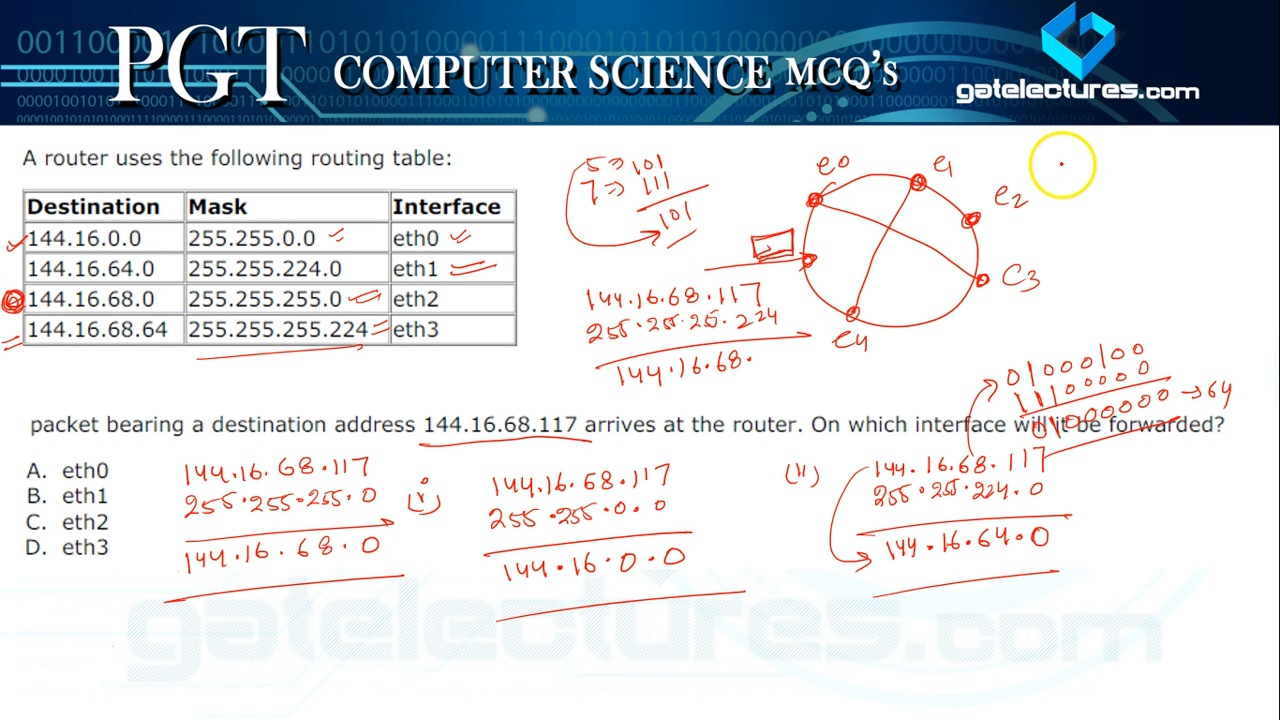 PGT COMPUTER SCIENCE MCQ's
gatelectures.com
A router uses the following routing table:
Destination Mask Interface
144.16.0.0 255.255.0.0 eth0
144.16.64.0 255.255.224.0 eth1
144.16.68.0 255.255.255.0 eth2
144.16.68.64 255.255.255.224 eth3
5 => 101
7 => 111
101
e0
e1
e2
e3
e4
144.16.68.117
255.255.25.224
144.16.68.
01000100
11100000
01000000 → 64
packet bearing a destination address 144.16.68.117 arrives at the router. On which interface will it be forwarded?
A. eth0
B. eth1
C. eth2
D. eth3
144.16.68.117
255.255.255.0
144.16.68.0
(i)
144.16.68.117
255.255.0.0
144.16.0.0
(ii)
144.16.68.117
255.255.224.0
144.16.64.0
gatelectures.com